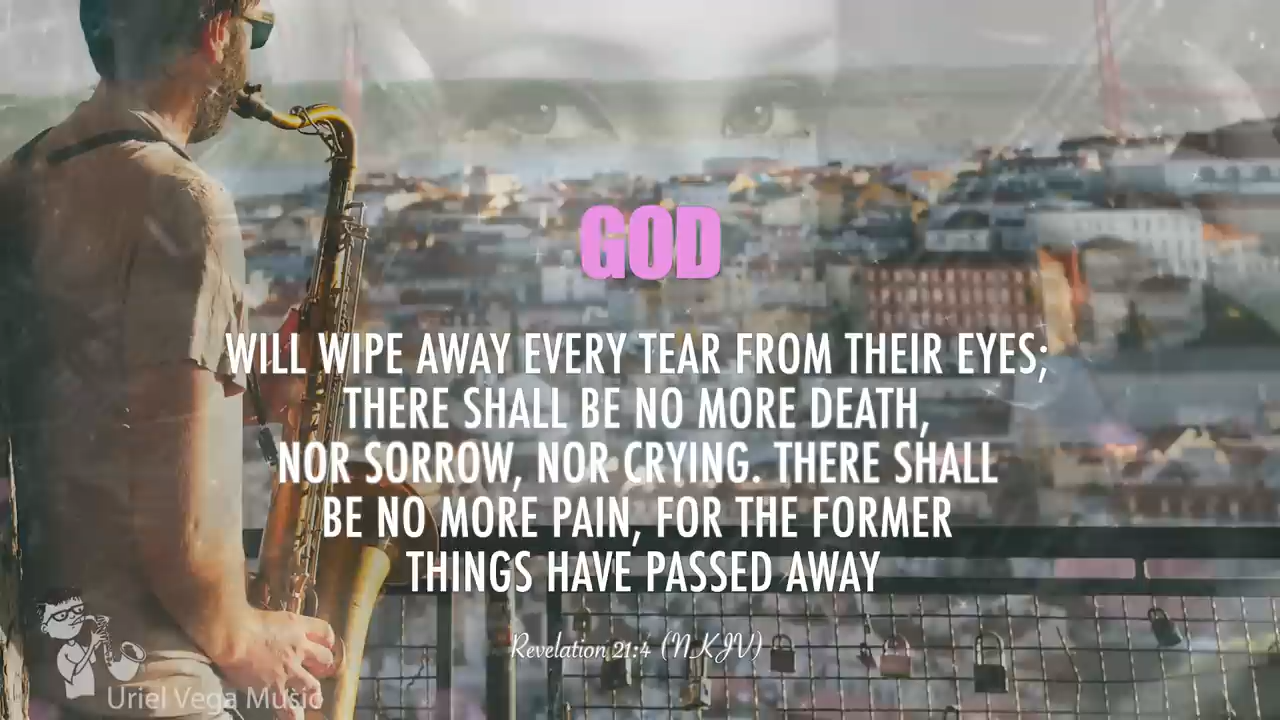 GOD
WILL WIPE AWAY EVERY TEAR FROM THEIR EYES;
THERE SHALL BE NO MORE DEATH,
NOR SORROW, NOR CRYING. THERE SHALL
BE NO MORE PAIN, FOR THE FORMER
THINGS HAVE PASSED AWAY
Revelation 21:4 (NKJV)
Uriel Vega Music